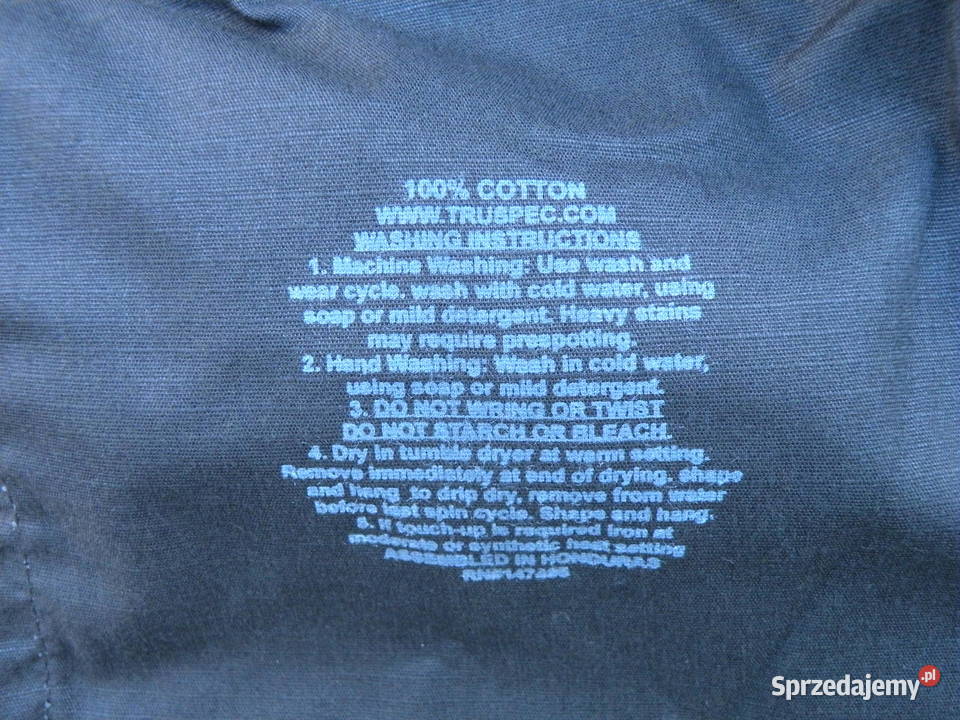 100% COTTON
WWW.TRUSPEC.COM
WASHING INSTRUCTIONS
1. Machine Washing: Use wash and
wear cycle. wash with cold water, using
soap or mild detergent. Heavy stains
may require prespotting.
2. Hand Washing: Wash in cold water,
using soap or mild detergent.
3. DO NOT WRING OR TWIST
DO NOT STARCH OR BLEACH.
4. Dry in tumble dryer at warm setting.
Remove immediately at end of drying, shape
and hang to drip dry, remove from water
before last spin cycle. Shape and hang.
5. If touch-up is required iron at
moderate or synthetic heat setting
ASSEMBLED IN HONDURAS
Sprzedajemy.pl